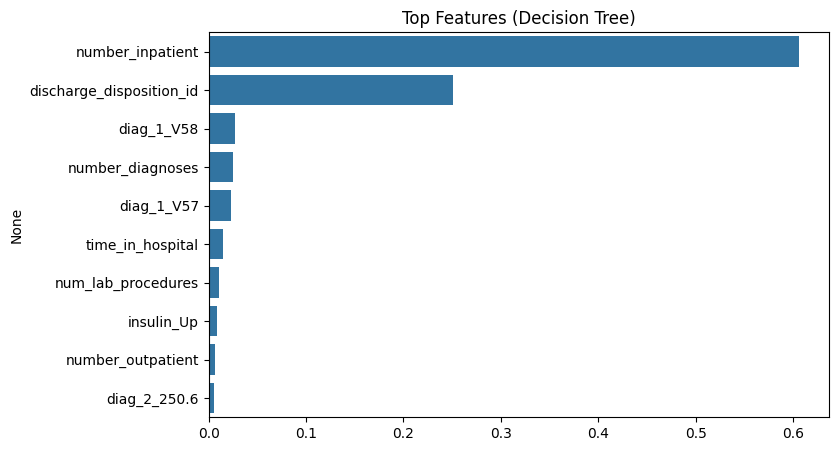 Top Features (Decision Tree)
number_inpatient
discharge_disposition_id
diag_1_V58
number_diagnoses
diag_1_V57
time_in_hospital
num_lab_procedures
insulin_Up
number_outpatient
diag_2_250.6
None
0.0 0.1 0.2 0.3 0.4 0.5 0.6